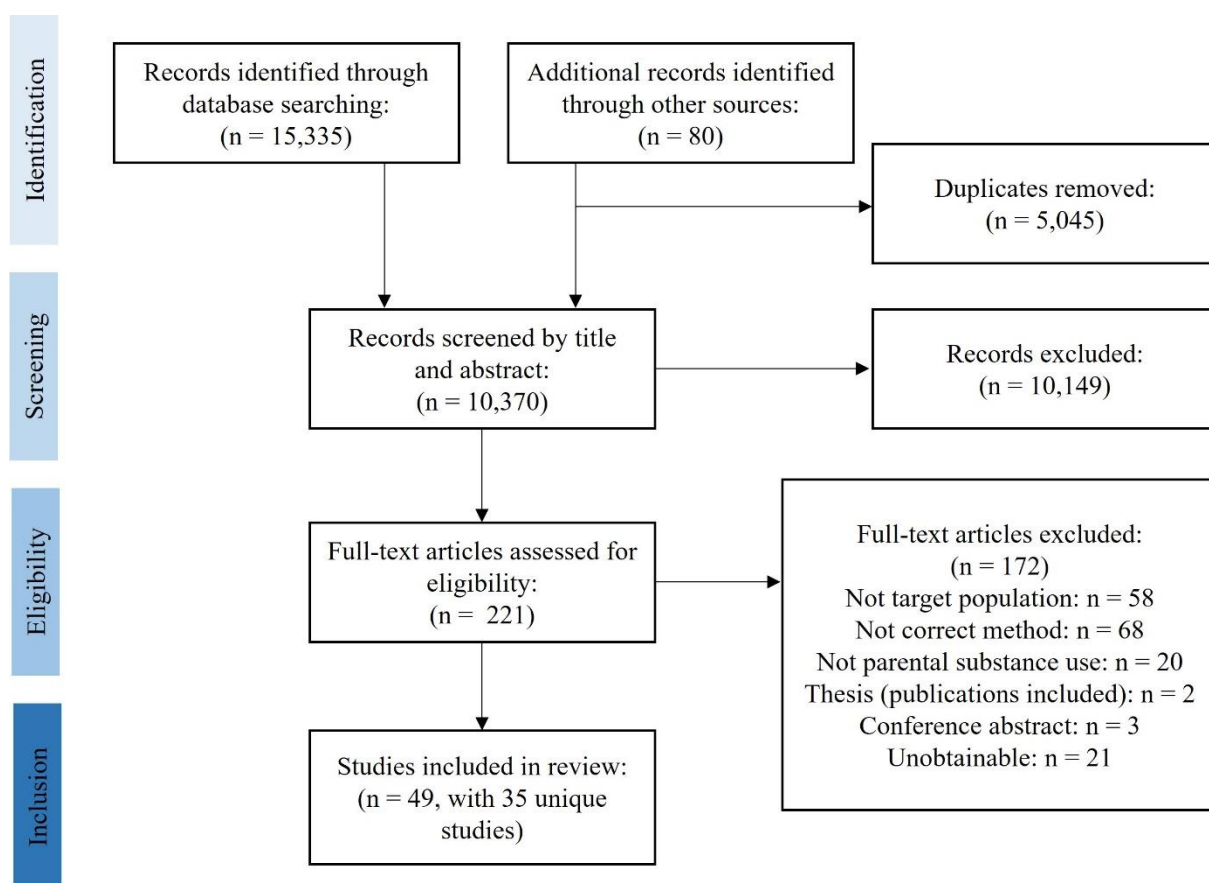 Identification
Records identified through
database searching:
(n = 15,335)
Additional records identified
through other sources:
(n = 80)
Duplicates removed:
(n = 5,045)
Screening
Records screened by title
and abstract:
(n = 10,370)
Records excluded:
(n = 10,149)
Eligibility
Full-text articles assessed for
eligibility:
(n = 221)
Full-text articles excluded:
(n = 172)
Not target population: n = 58
Not correct method: n = 68
Not parental substance use: n = 20
Thesis (publications included): n = 2
Conference abstract: n = 3
Unobtainable: n = 21
Inclusion
Studies included in review:
(n = 49, with 35 unique
studies)